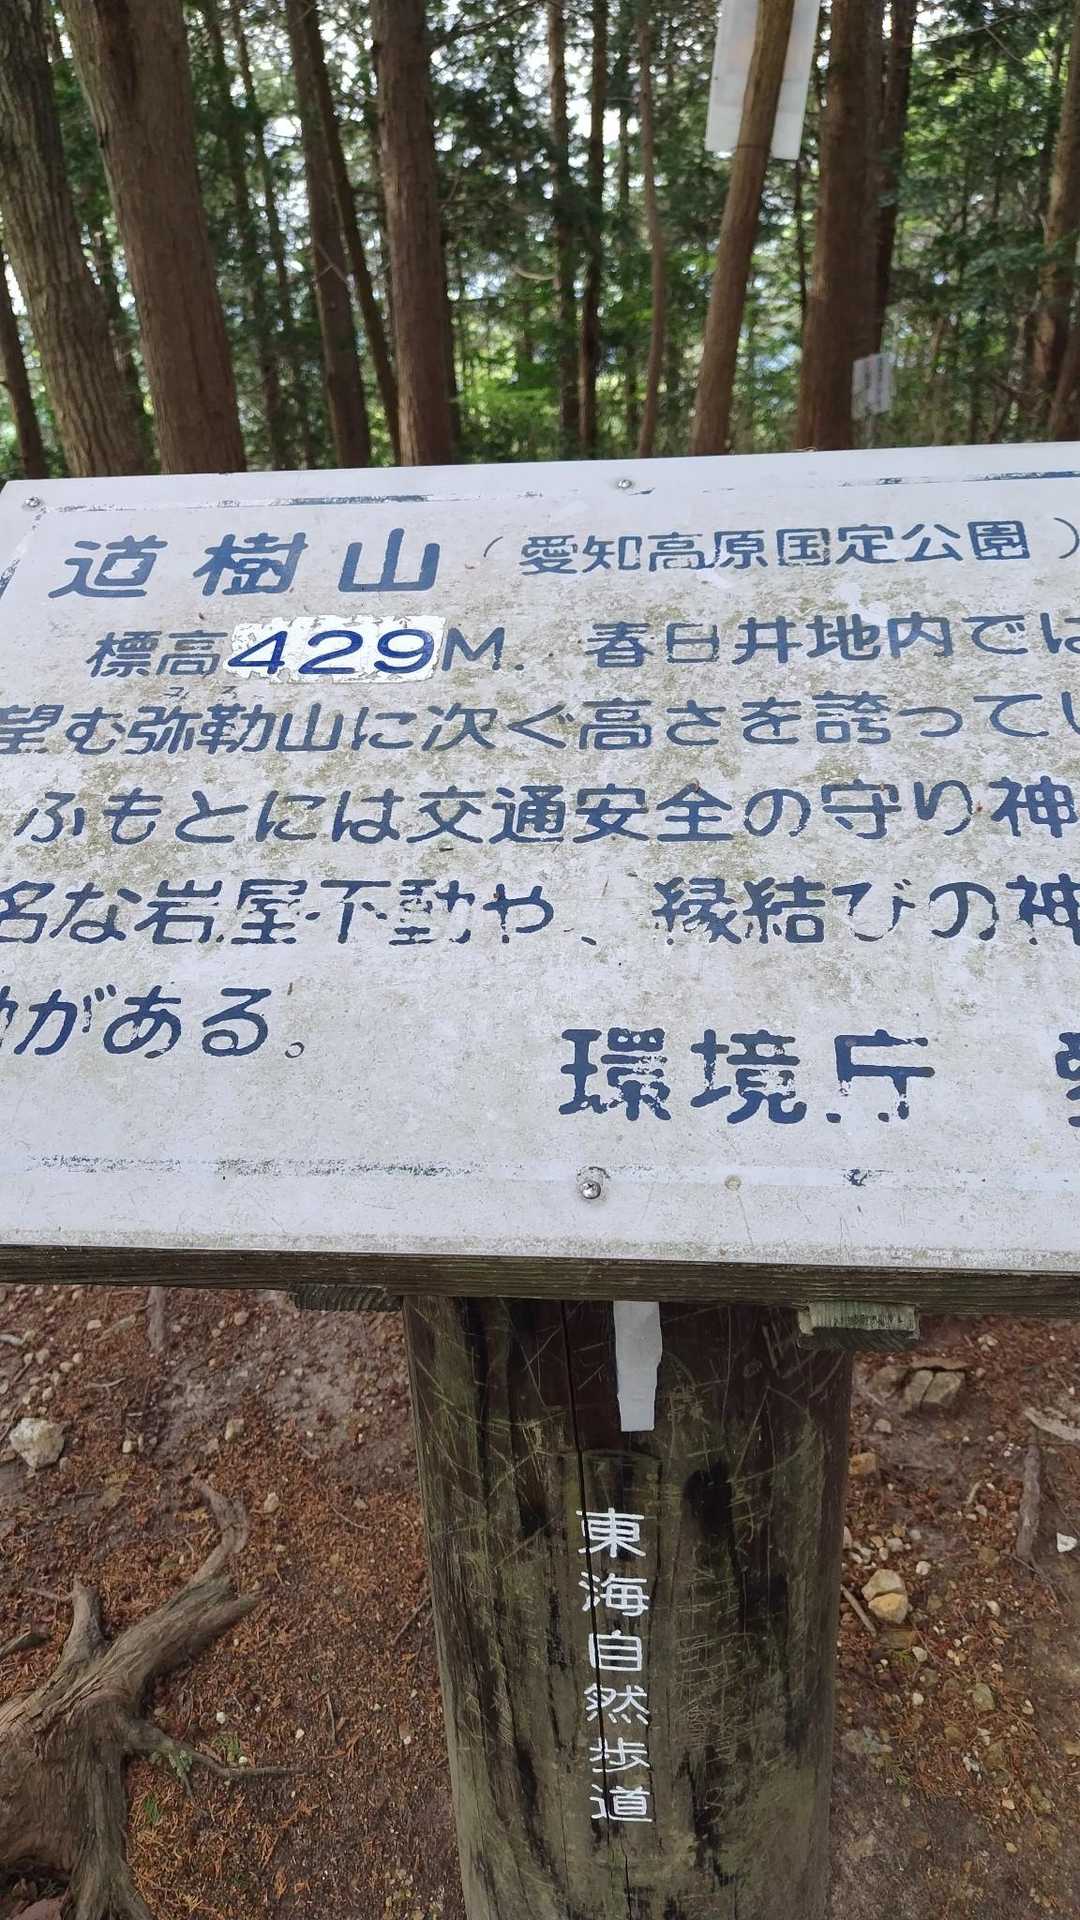 道樹山（愛知高原国定公園）
標高429M. 春日井地内では
望む弥勒山に次ぐ高さを誇ってい
ふもとには交通安全の守り神
名な岩屋不動や、縁結びの神
がある。
環境庁 愛
東海自然歩道